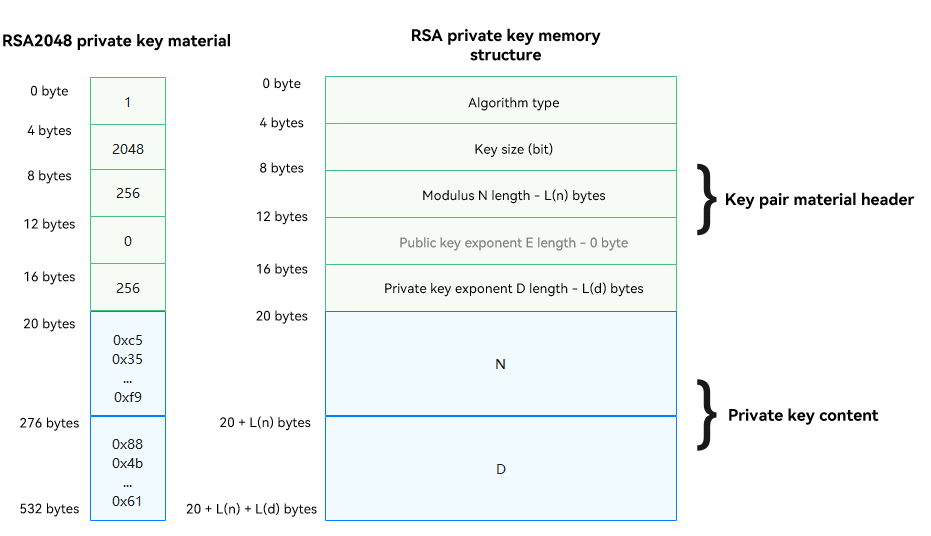 RSA2048 private key material
0 byte
1
4 bytes
2048
8 bytes
256
12 bytes
0
16 bytes
256
20 bytes
0xc5
0x35
...
0xf9
276 bytes
0x88
0x4b
...
0x61
532 bytes
RSA private key memory
structure
0 byte
Algorithm type
4 bytes
Key size (bit)
8 bytes
Modulus N length - L(n) bytes
12 bytes
Public key exponent E length - 0 byte
16 bytes
Private key exponent D length - L(d) bytes
20 bytes
N
20 + L(n) bytes
D
20 + L(n) + L(d) bytes
Key pair material header
Private key content